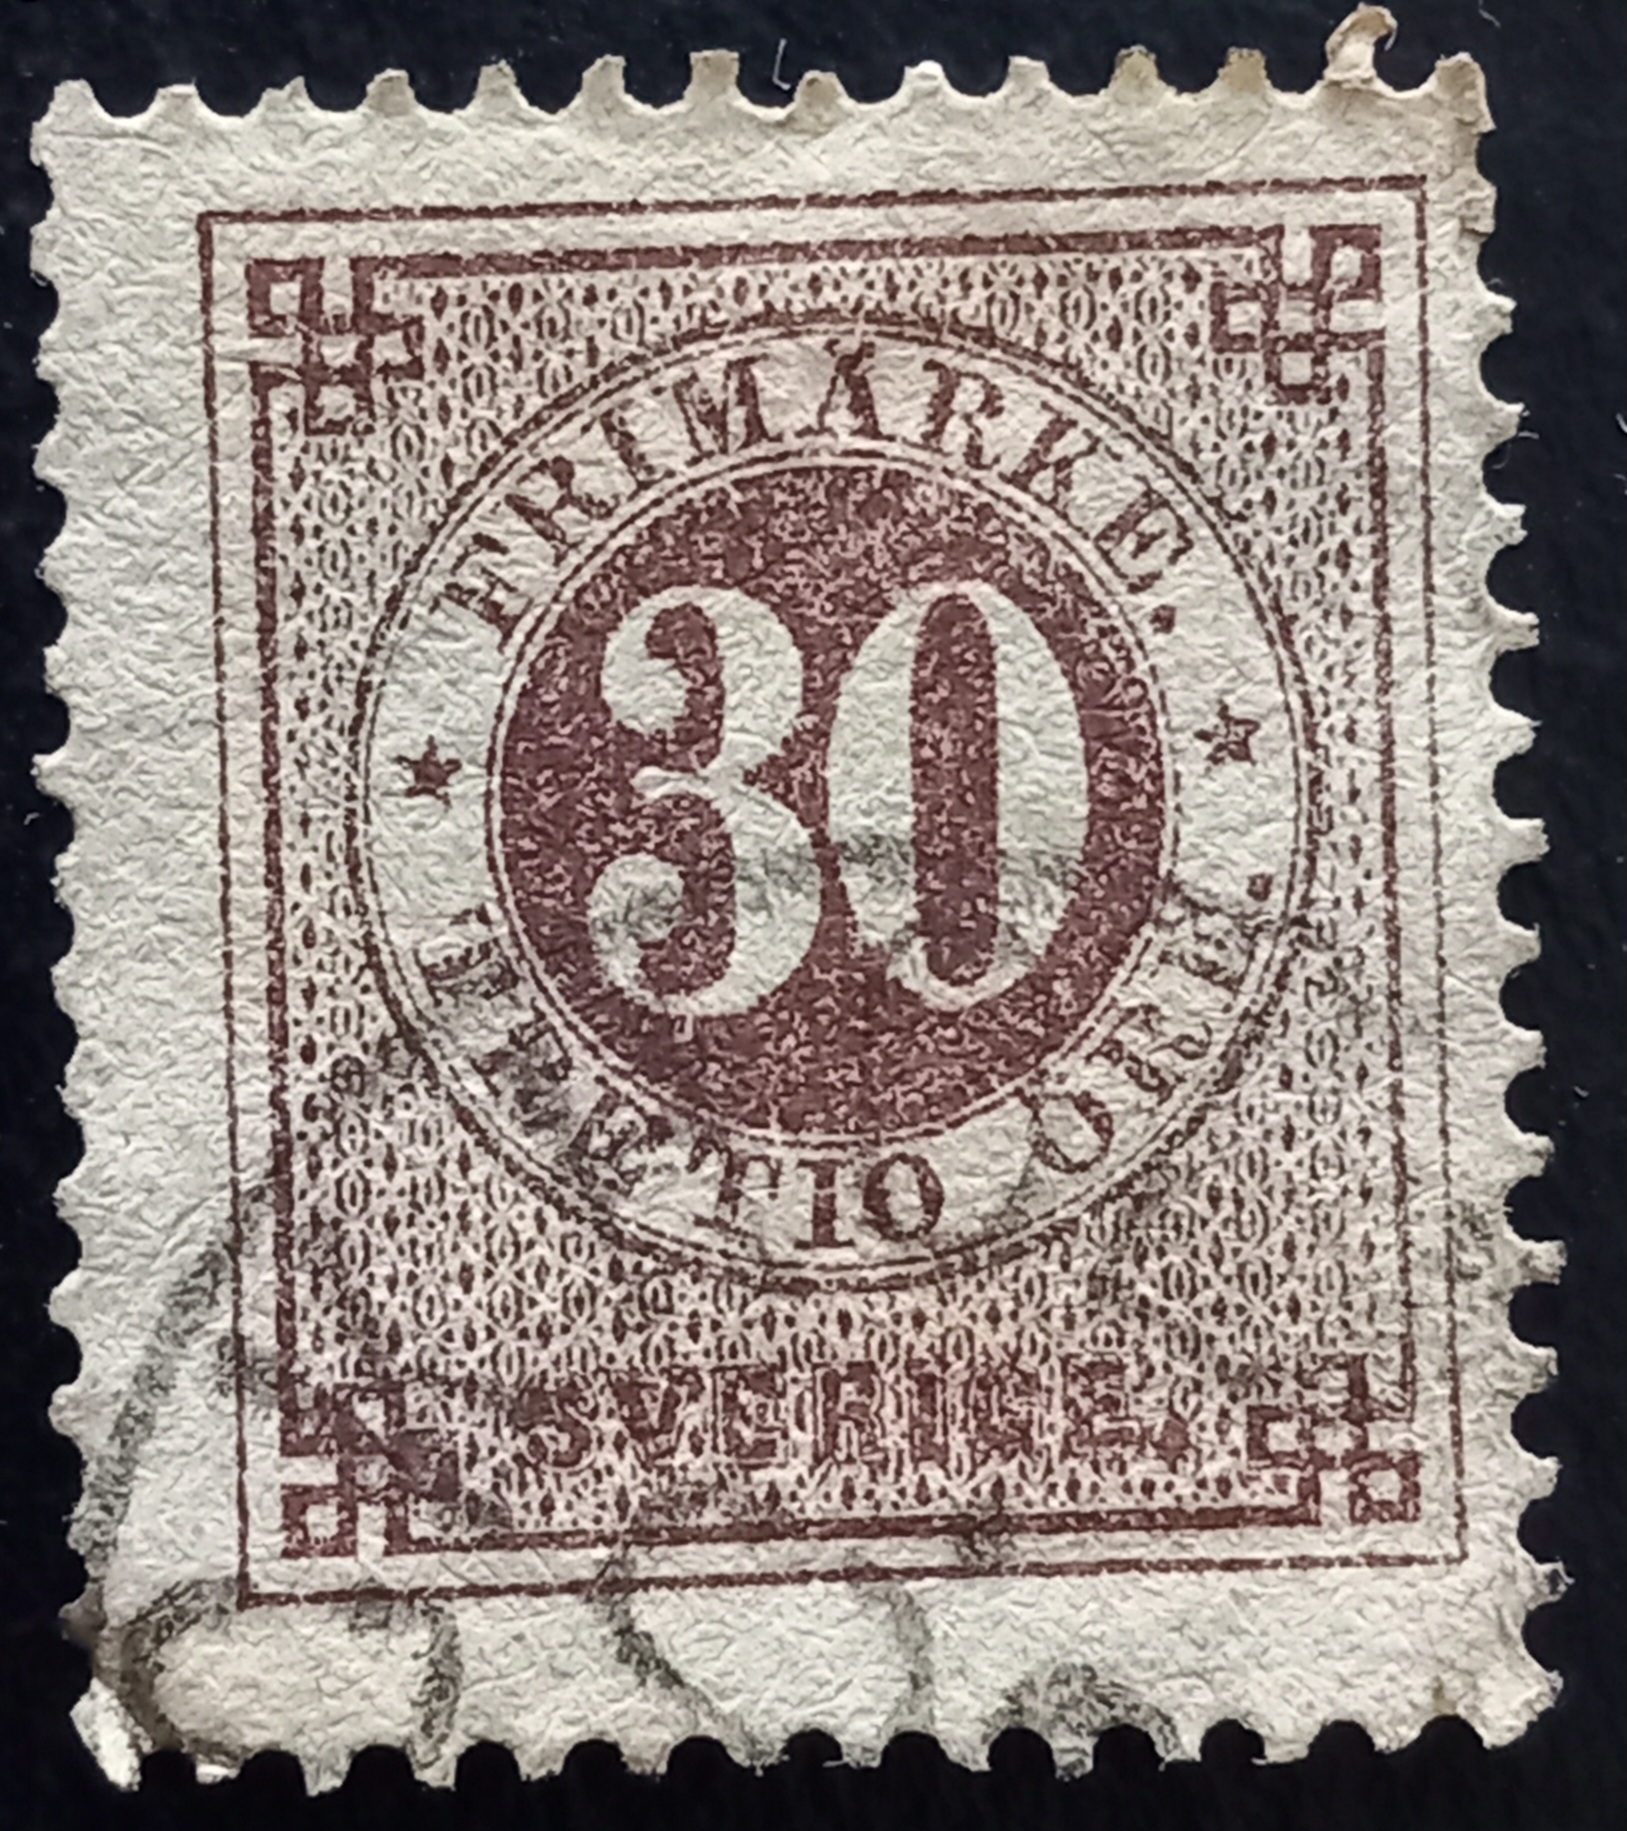 FRIMÄRKE.
30
TRETTIO ÖRE.
SVERIGE.